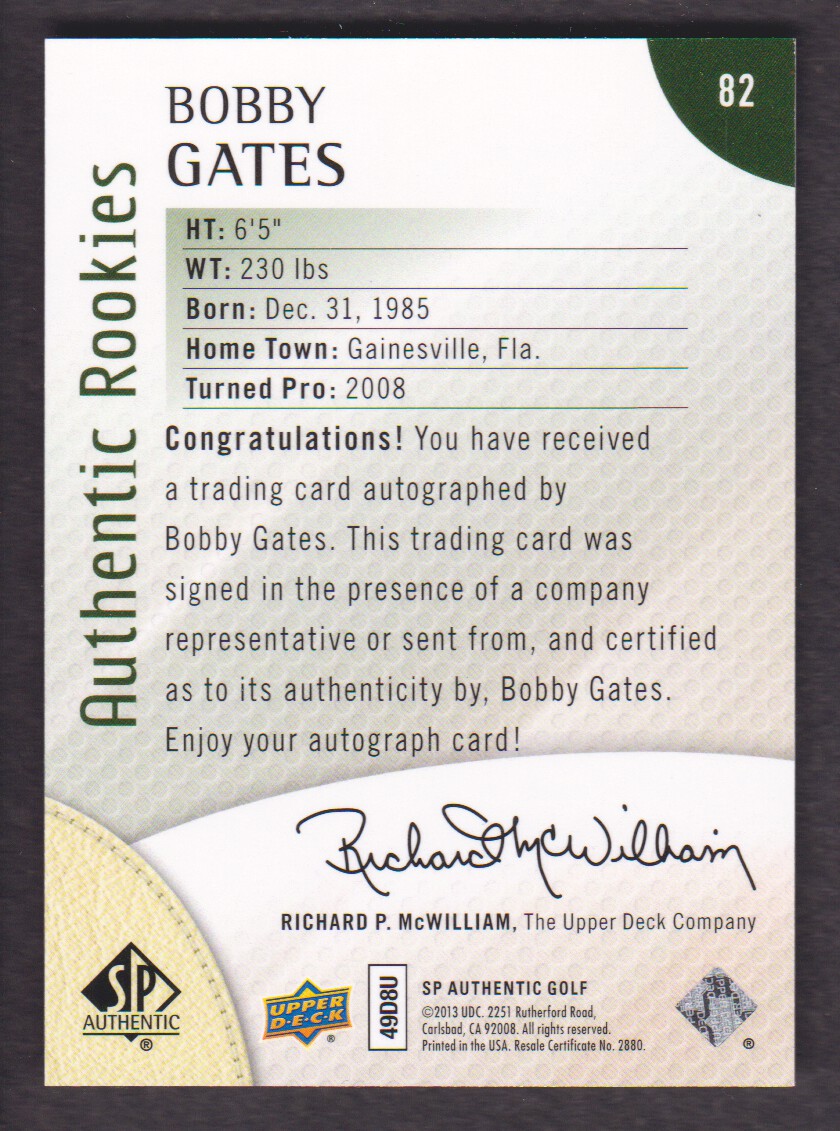 82
BOBBY
GATES
Authentic Rookies
HT: 6'5"
WT: 230 lbs
Born: Dec. 31, 1985
Home Town: Gainesville, Fla.
Turned Pro: 2008
Congratulations! You have received
a trading card autographed by
Bobby Gates. This trading card was
signed in the presence of a company
representative or sent from, and certified
as to its authenticity by, Bobby Gates.
Enjoy your autograph card!
Richard McWilliam
RICHARD P. McWILLIAM, The Upper Deck Company
SP
AUTHENTIC
®
UPPER
D·E·C·K
®
49D8U
SP AUTHENTIC GOLF
©2013 UDC. 2251 Rutherford Road,
Carlsbad, CA 92008. All rights reserved.
Printed in the USA. Resale Certificate No. 2880.
®